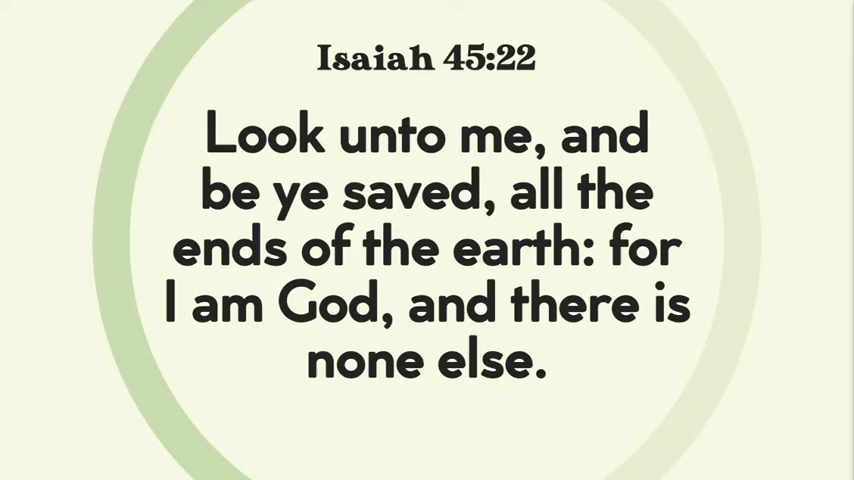 Isaiah 45:22
Look unto me, and
be ye saved, all the
ends of the earth: for
I am God, and there is
none else.